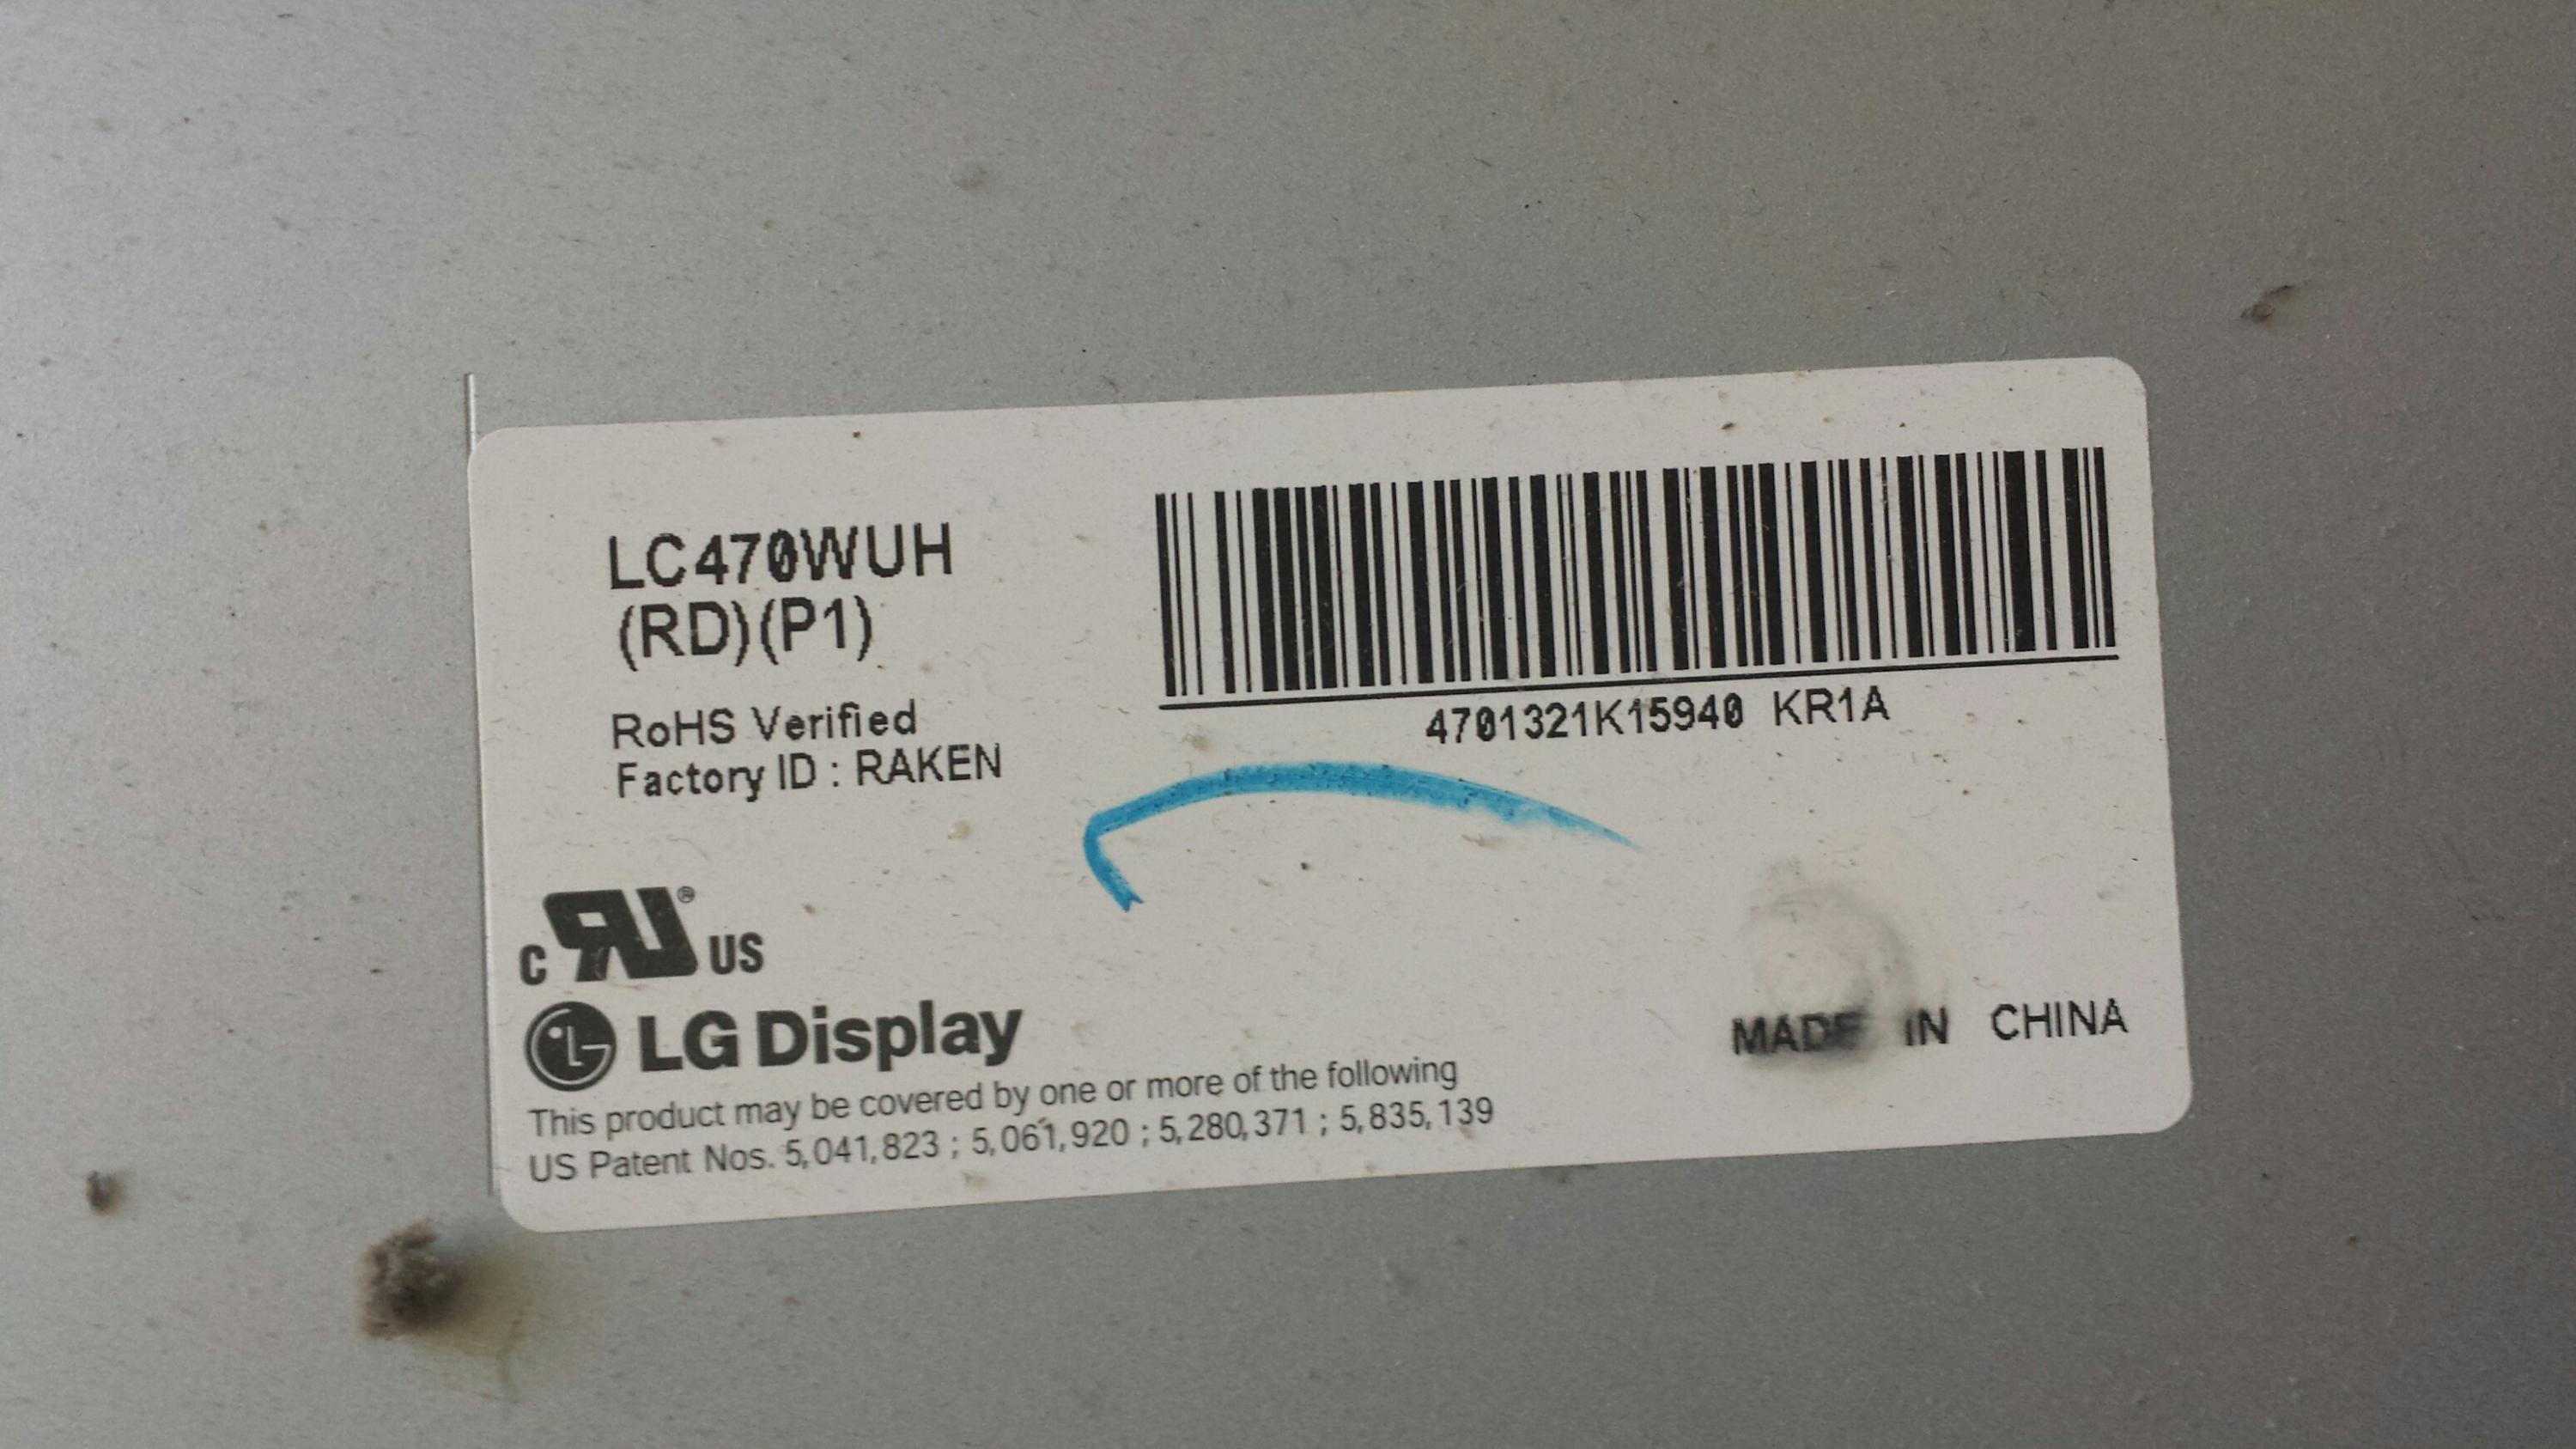 LC470WUH
(RD)(P1)
4701321K15940 KR1A
RoHS Verified
Factory ID : RAKEN
c RU ® US
LG Display
MADE IN CHINA
This product may be covered by one or more of the following
US Patent Nos. 5,041,823 ; 5,061,920 ; 5,280,371 ; 5,835,139